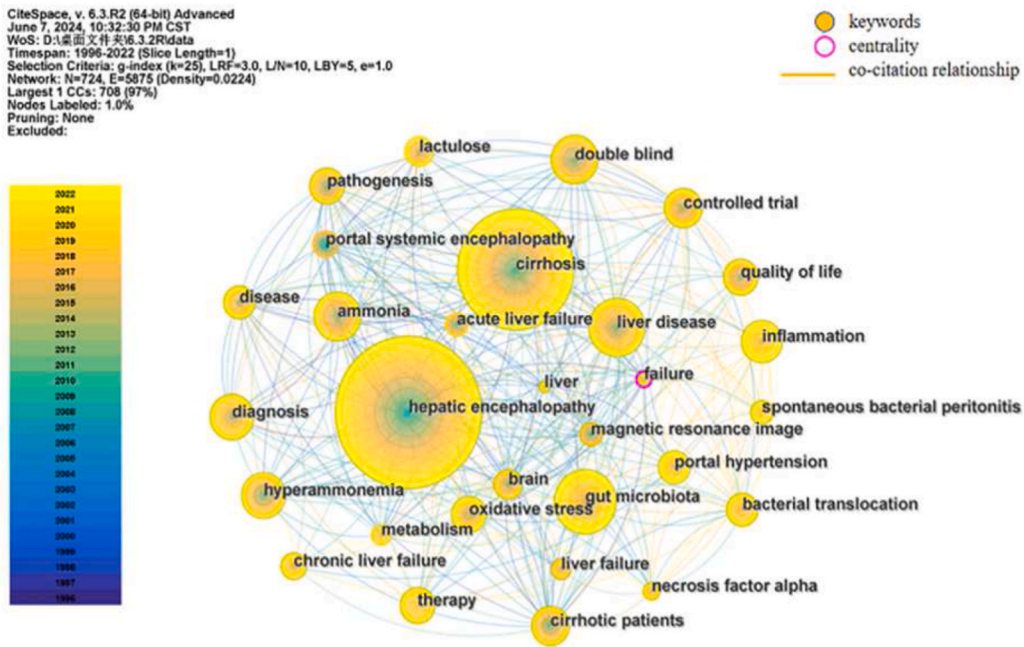 CiteSpace, v. 6.3.R2 (64-bit) Advanced
June 7, 2024, 10:32:30 PM CST
WoS: D:\桌面文件夹\6.3.2R\data
Timespan: 1996-2022 (Slice Length=1)
Selection Criteria: g-index (k=25), LRF=3.0, L/N=10, LBY=5, e=1.0
Network: N=724, E=5875 (Density=0.0224)
Largest 1 CCs: 708 (97%)
Nodes Labeled: 1.0%
Pruning: None
Excluded:
keywords
centrality
co-citation relationship
2022
2021
2020
2019
2018
2017
2016
2015
2014
2013
2012
2011
2010
2009
2008
2007
2006
2005
2004
2003
2002
2001
2000
1999
1998
1997
1996
lactulose
double blind
pathogenesis
controlled trial
portal systemic encephalopathy
cirrhosis
quality of life
disease
ammonia
acute liver failure
liver disease
inflammation
failure
liver
hepatic encephalopathy
spontaneous bacterial peritonitis
diagnosis
magnetic resonance image
portal hypertension
brain
hyperammonemia
gut microbiota
bacterial translocation
oxidative stress
metabolism
chronic liver failure
liver failure
necrosis factor alpha
therapy
cirrhotic patients